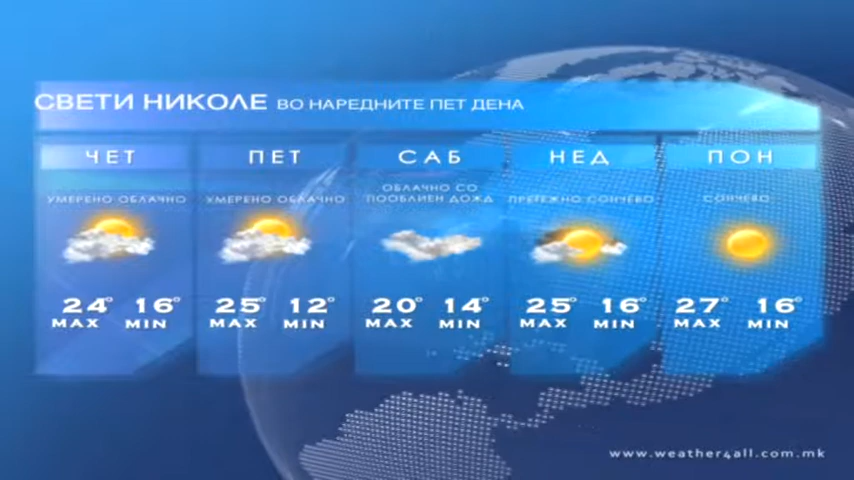 СВЕТИ НИКОЛЕ ВО НАРЕДНИТЕ ПЕТ ДЕНА
ЧЕТ ПЕТ САБ НЕД ПОН
УМЕРЕНО ОБЛАЧНО УМЕРЕНО ОБЛАЧНО ОБЛАЧНО СО ПООБЛИЕН ДОЖД ПРЕТЕЖНО СОНЧЕВО СОНЧЕВО
24° 16° 25° 12° 20° 14° 25° 16° 27° 16°
MAX MIN MAX MIN MAX MIN MAX MIN MAX MIN
www.weather4all.com.mk